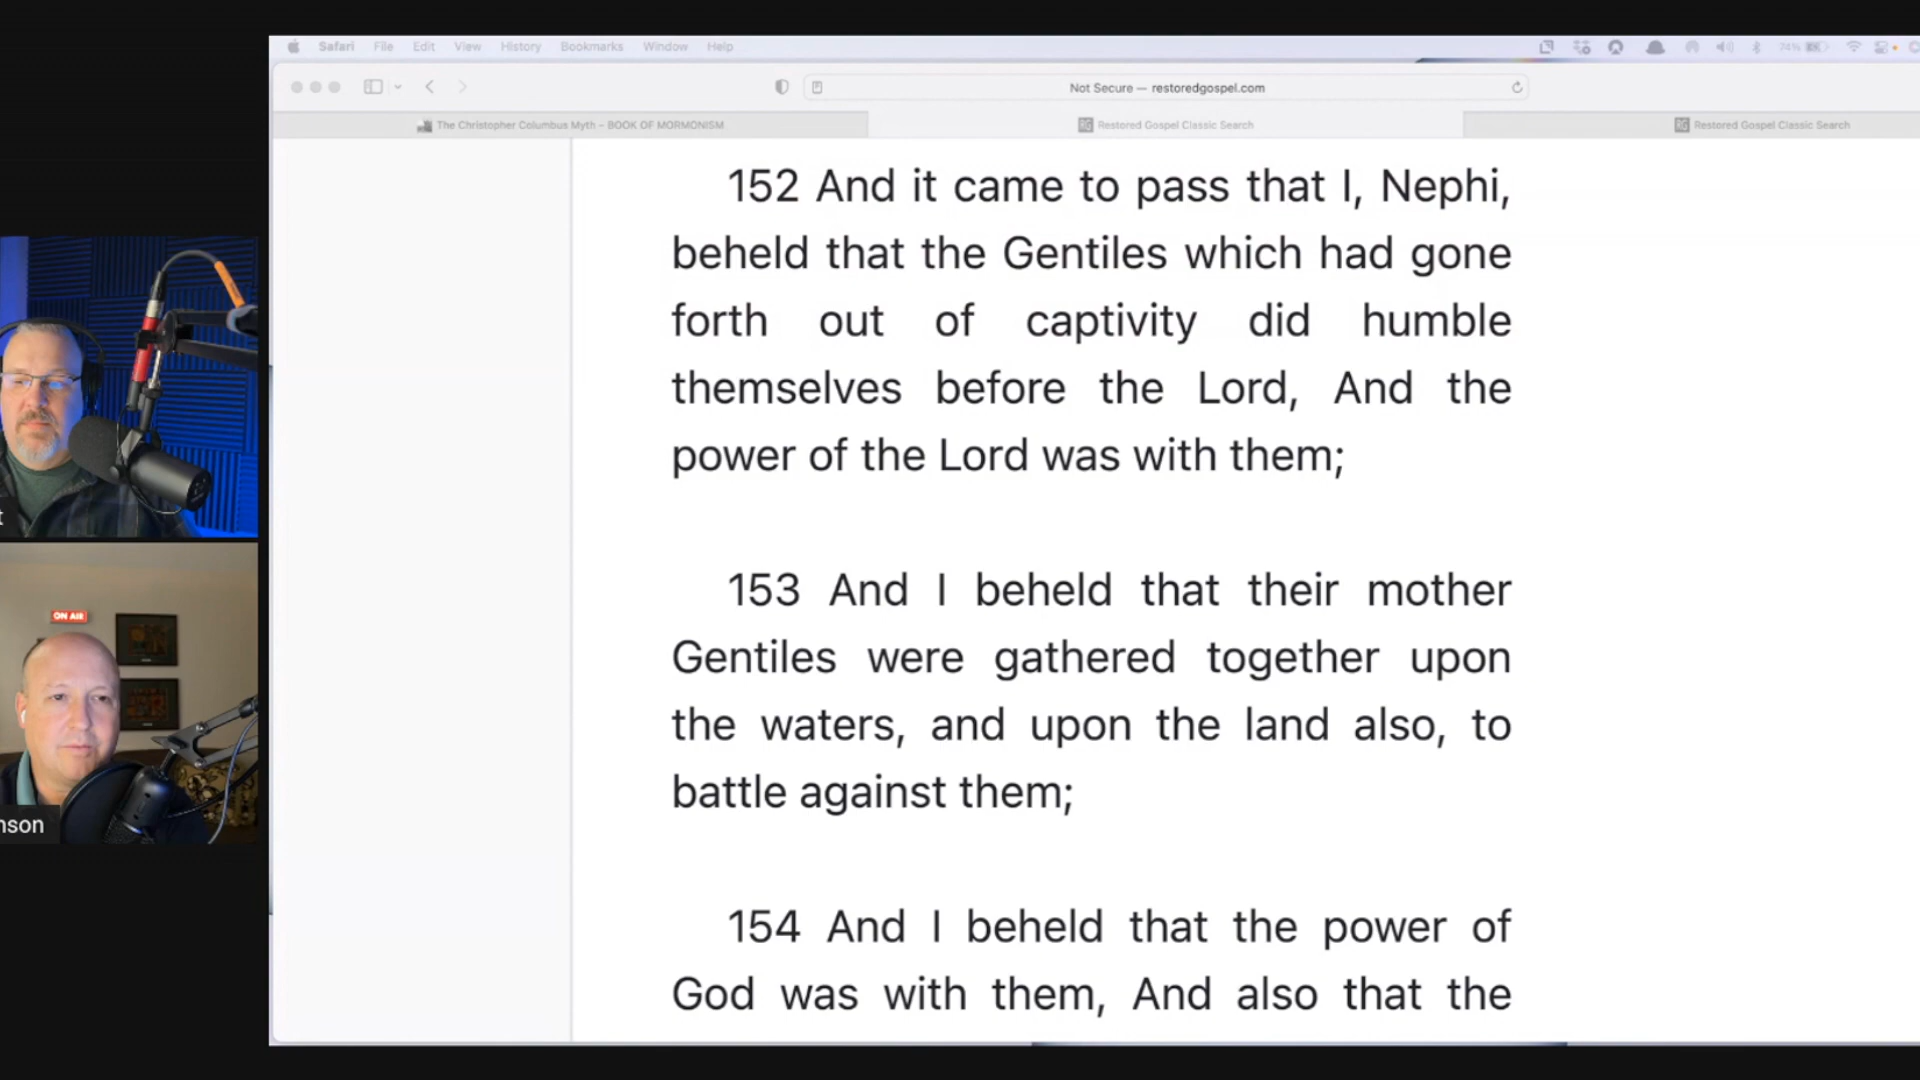 Safari File Edit View History Bookmarks Window Help
74%
Not Secure — restoredgospel.com
The Christopher Columbus Myth – BOOK OF MORMONISM
RG Restored Gospel Classic Search
RG Restored Gospel Classic Search
152 And it came to pass that I, Nephi,
beheld that the Gentiles which had gone
forth out of captivity did humble
themselves before the Lord, And the
power of the Lord was with them;
153 And I beheld that their mother
Gentiles were gathered together upon
the waters, and upon the land also, to
battle against them;
154 And I beheld that the power of
God was with them, And also that the
t
ON AIR
nson